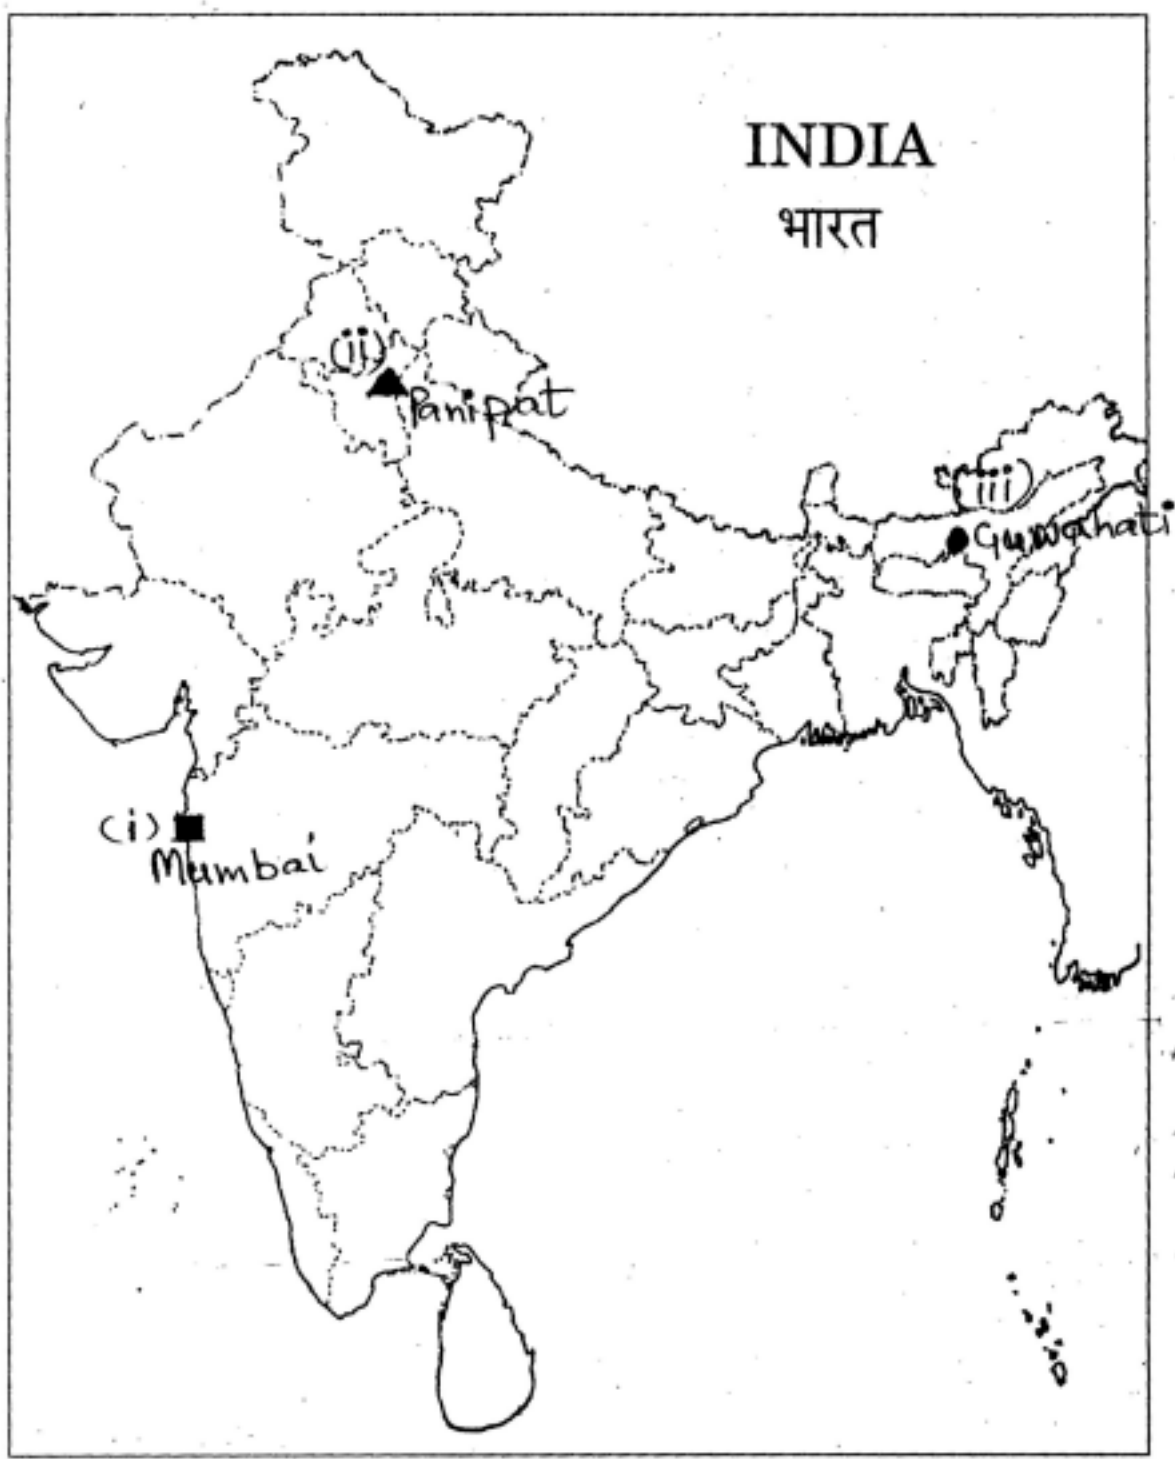 INDIA
भारत
(ii)
Panipat
(iii)
Guwahati
(i)
Mumbai